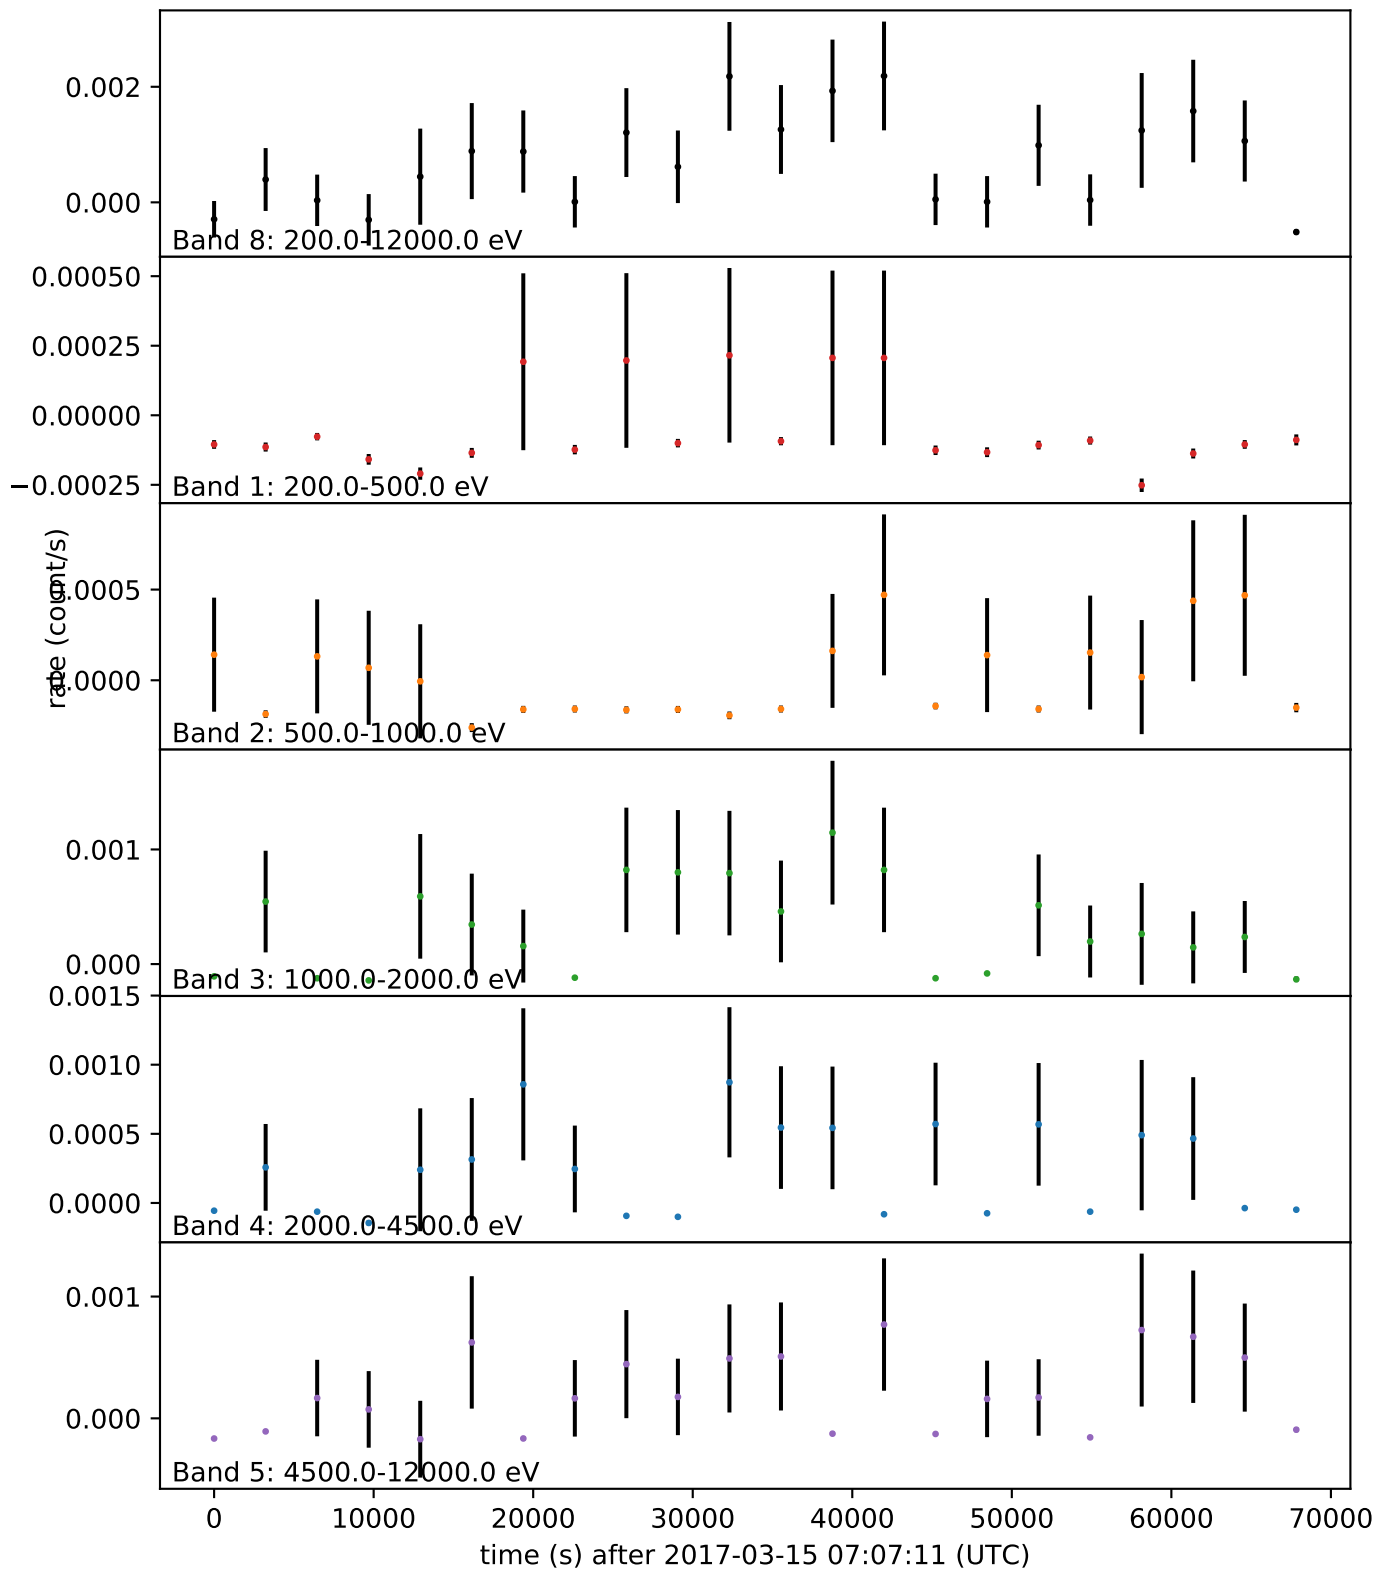 0.002
0.000
Band 8: 200.0-12000.0 eV
0.00050
0.00025
0.00000
−0.00025
Band 1: 200.0-500.0 eV
rate (count/s)
0.0005
0.0000
Band 2: 500.0-1000.0 eV
0.001
0.000
Band 3: 1000.0-2000.0 eV
0.0015
0.0010
0.0005
0.0000
Band 4: 2000.0-4500.0 eV
0.001
0.000
Band 5: 4500.0-12000.0 eV
0 10000 20000 30000 40000 50000 60000 70000
time (s) after 2017-03-15 07:07:11 (UTC)